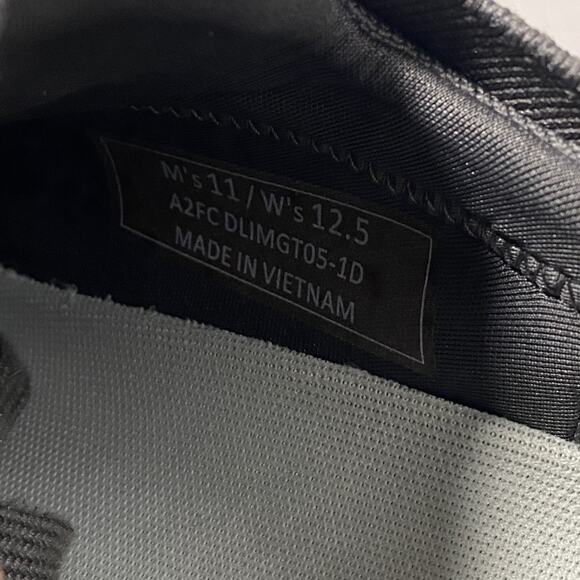 M's 11 / W's 12.5
A2FC DLIMGT05-1D
MADE IN VIETNAM